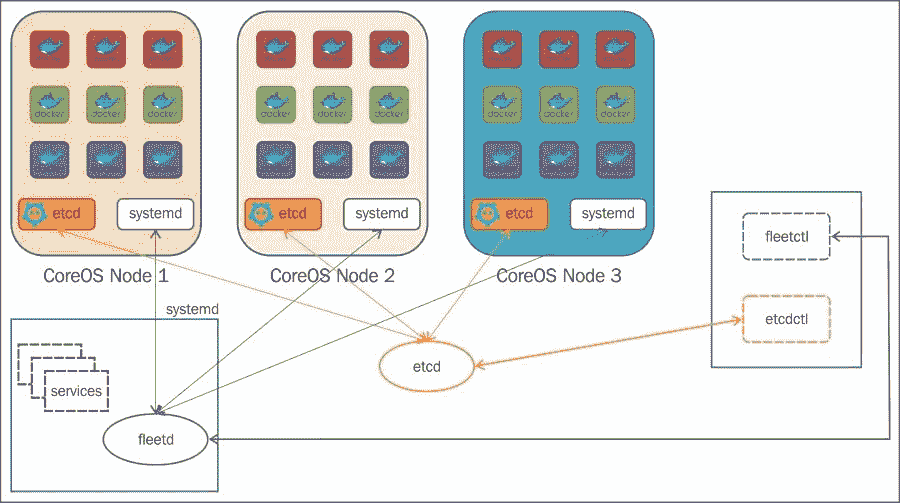 docker docker docker
docker docker docker
docker docker docker
etcd systemd
etcd systemd
etcd systemd
CoreOS Node 1
CoreOS Node 2
CoreOS Node 3
fleetctl
etcdctl
systemd
services
fleetd
etcd